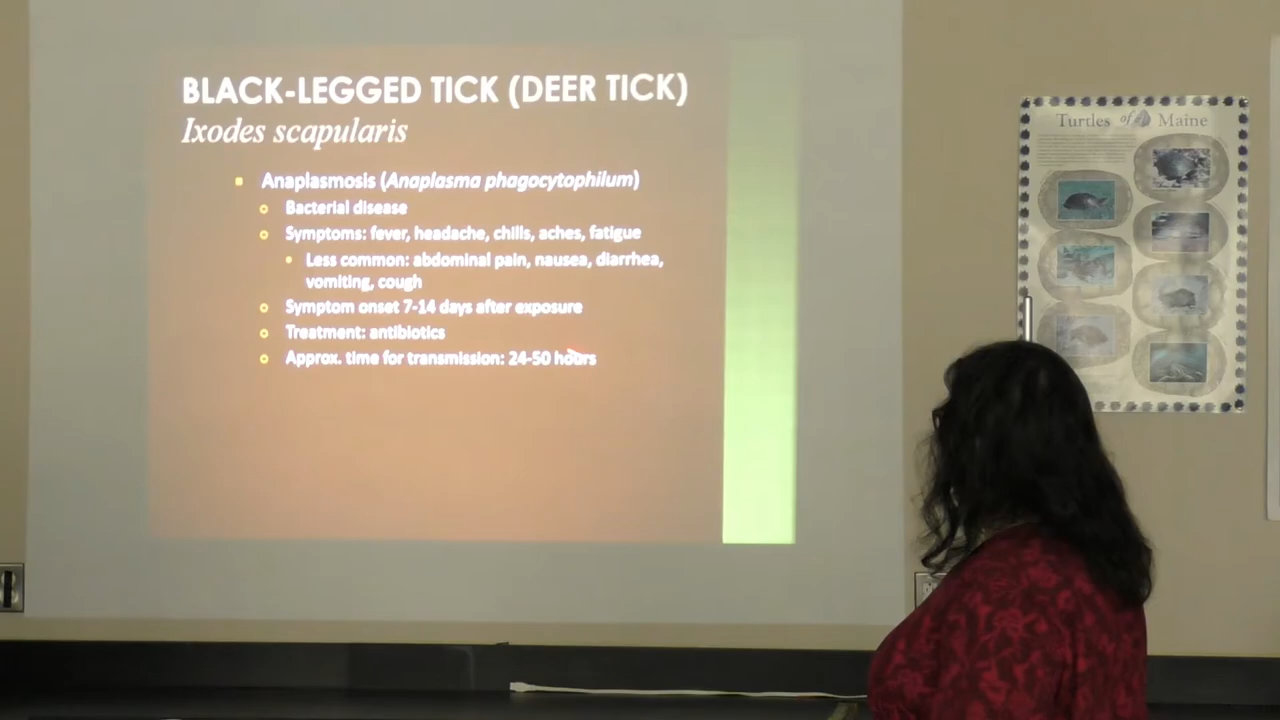 BLACK-LEGGED TICK (DEER TICK)
Ixodes scapularis
Anaplasmosis (Anaplasma phagocytophilum)
Bacterial disease
Symptoms: fever, headache, chills, aches, fatigue
Less common: abdominal pain, nausea, diarrhea,
vomiting, cough
Symptom onset 7-14 days after exposure
Treatment: antibiotics
Approx. time for transmission: 24-50 hours
Turtles of Maine